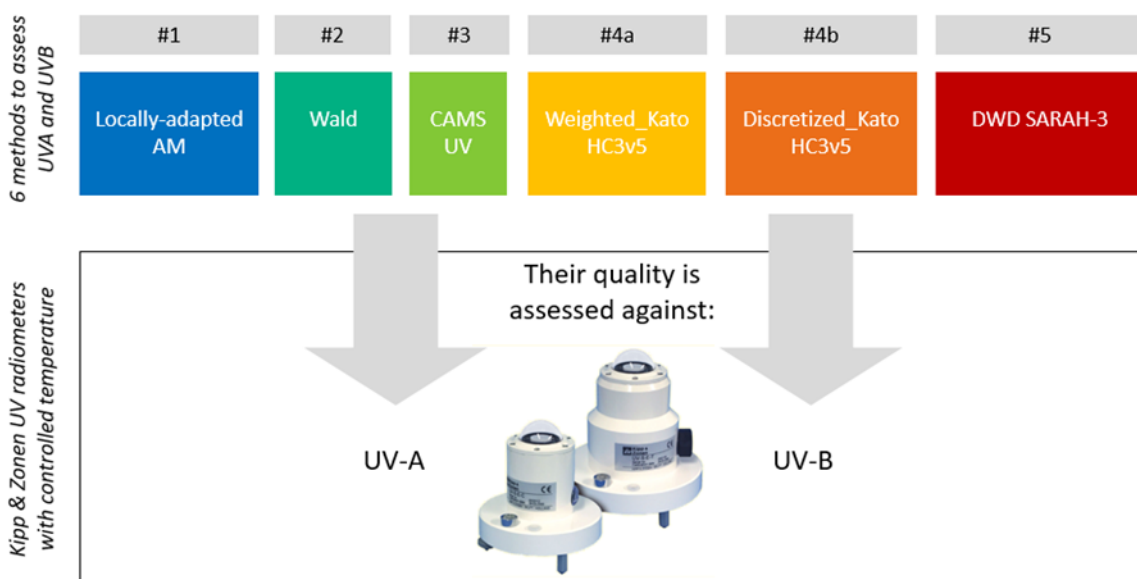 6 methods to assess
UVA and UVB
#1
#2
#3
#4a
#4b
#5
Locally-adapted
AM
Wald
CAMS
UV
Weighted_Kato
HC3v5
Discretized_Kato
HC3v5
DWD SARAH-3
Kipp & Zonen UV radiometers
with controlled temperature
Their quality is
assessed against:
UV-A
UV-B